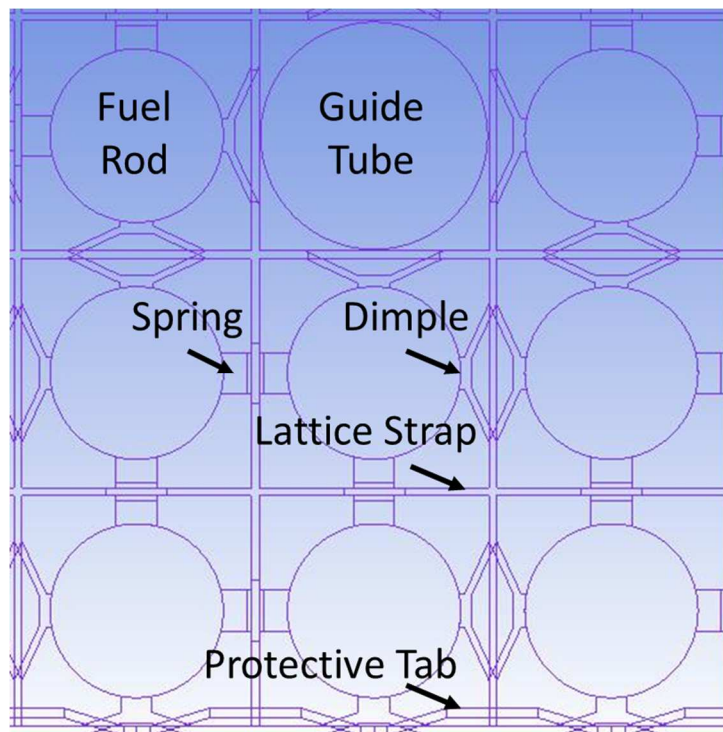 Fuel
Rod
Guide
Tube
Spring
Dimple
Lattice Strap
Protective Tab